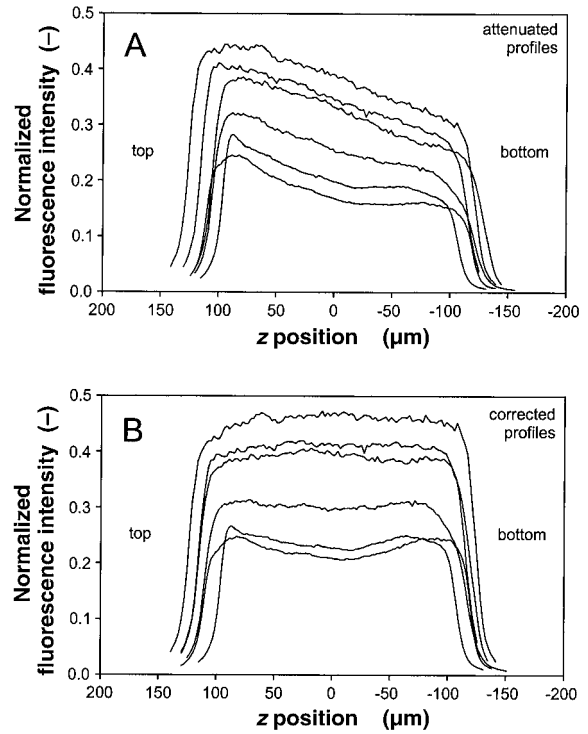 A
attenuated
profiles
Normalized
fluorescence intensity (–)
0.5
0.4
0.3
0.2
0.1
0.0
top
bottom
200 150 100 50 0 -50 -100 -150 -200
z position (µm)
B
corrected
profiles
Normalized
fluorescence intensity (–)
0.5
0.4
0.3
0.2
0.1
0.0
top
bottom
200 150 100 50 0 -50 -100 -150 -200
z position (µm)